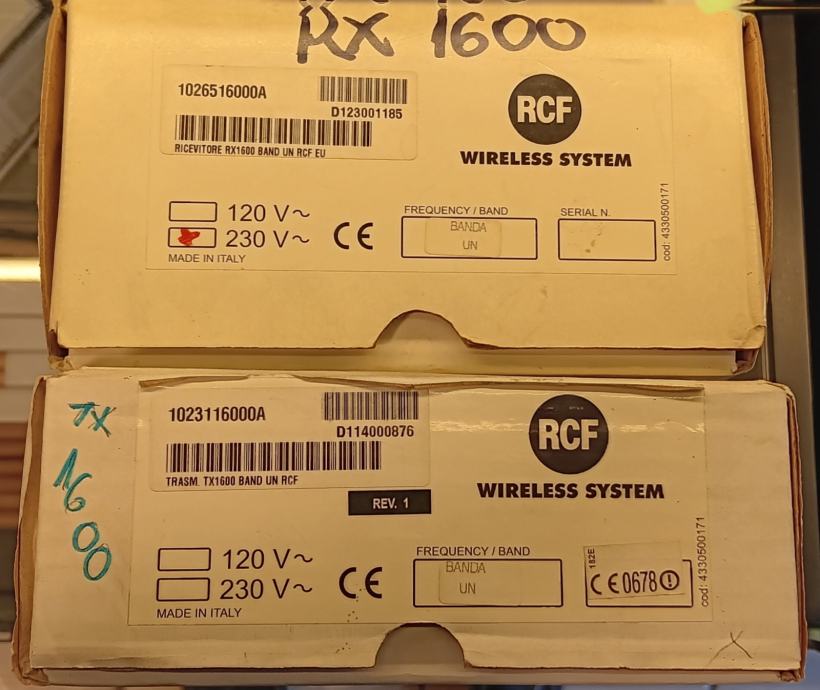 RX 1600
1026516000A
D123001185
RICEVITORE RX1600 BAND UN RCF EU
RCF
WIRELESS SYSTEM
120 V~
230 V~
CE
MADE IN ITALY
FREQUENCY / BAND
BANDA
UN
SERIAL N.
cod: 4330500171
TX
1600
1023116000A
D114000876
TRASM. TX1600 BAND UN RCF
REV. 1
RCF
WIRELESS SYSTEM
120 V~
230 V~
CE
MADE IN ITALY
FREQUENCY / BAND
BANDA
UN
182E
CE0678
cod: 4330500171